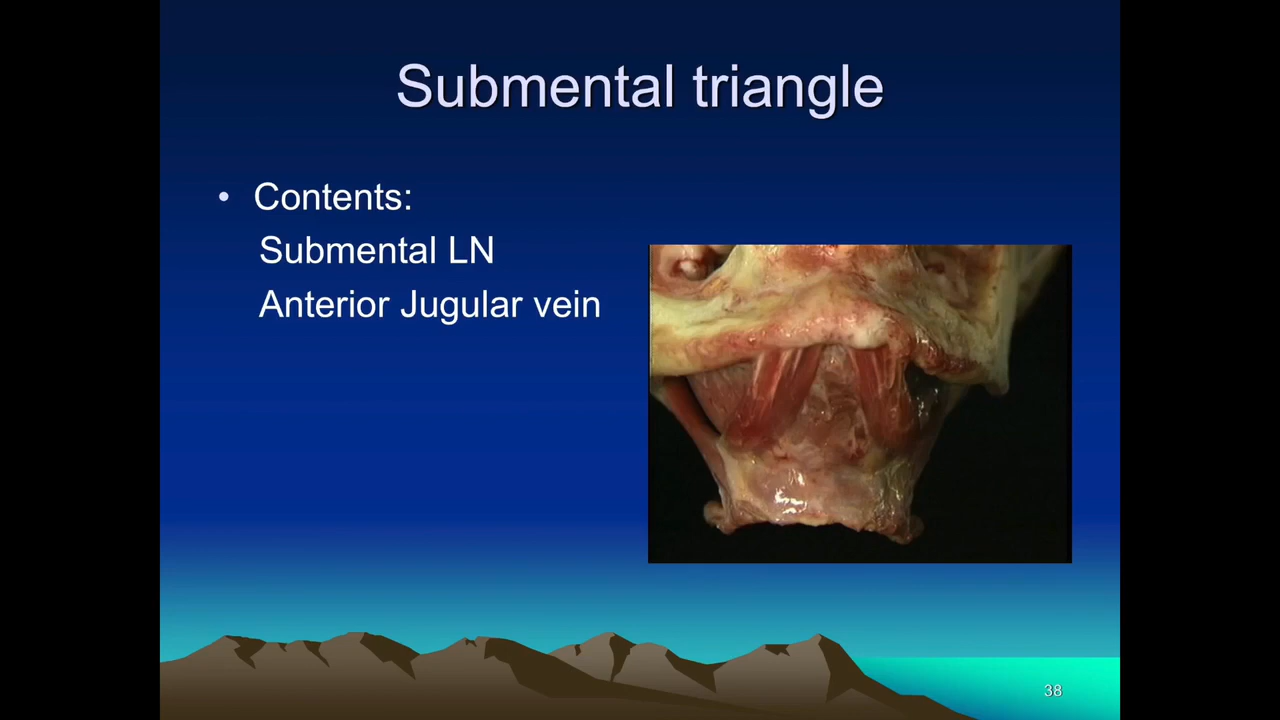 Submental triangle
• Contents:
Submental LN
Anterior Jugular vein
38